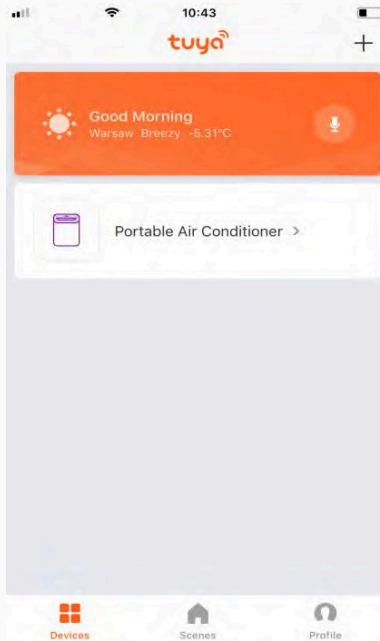 10:43
tuya
Good Morning
Warsaw Breezy -5.31°C
Portable Air Conditioner >
Devices
Scenes
Profile